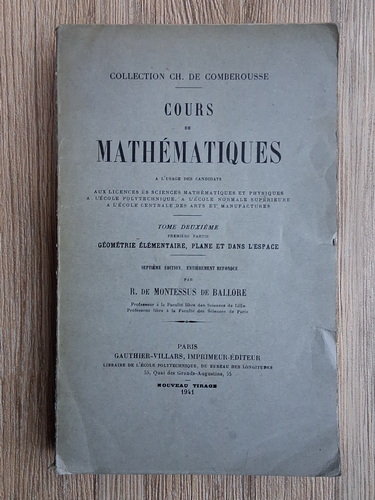 COLLECTION CH. DE COMBEROUSSE
COURS
DE
MATHÉMATIQUES
A L'USAGE DES CANDIDATS
AUX LICENCES ÈS SCIENCES MATHÉMATIQUES ET PHYSIQUES
A L'ÉCOLE POLYTECHNIQUE, A L'ÉCOLE NORMALE SUPÉRIEURE
A L'ÉCOLE CENTRALE DES ARTS ET MANUFACTURES
TOME DEUXIÈME
PREMIÈRE PARTIE
GÉOMÉTRIE ÉLÉMENTAIRE, PLANE ET DANS L'ESPACE
SEPTIÈME ÉDITION, ENTIÈREMENT REFONDUE
PAR
R. DE MONTESSUS DE BALLORE
Professeur à la Faculté libre des Sciences de Lille
Professeur libre à la Faculté des Sciences de Paris
PARIS
GAUTHIER-VILLARS, IMPRIMEUR ÉDITEUR
LIBRAIRE DE L'ÉCOLE POLYTECHNIQUE, DU BUREAU DES LONGITUDES
55, Quai des Grands-Augustins, 55
NOUVEAU TIRAGE
1941